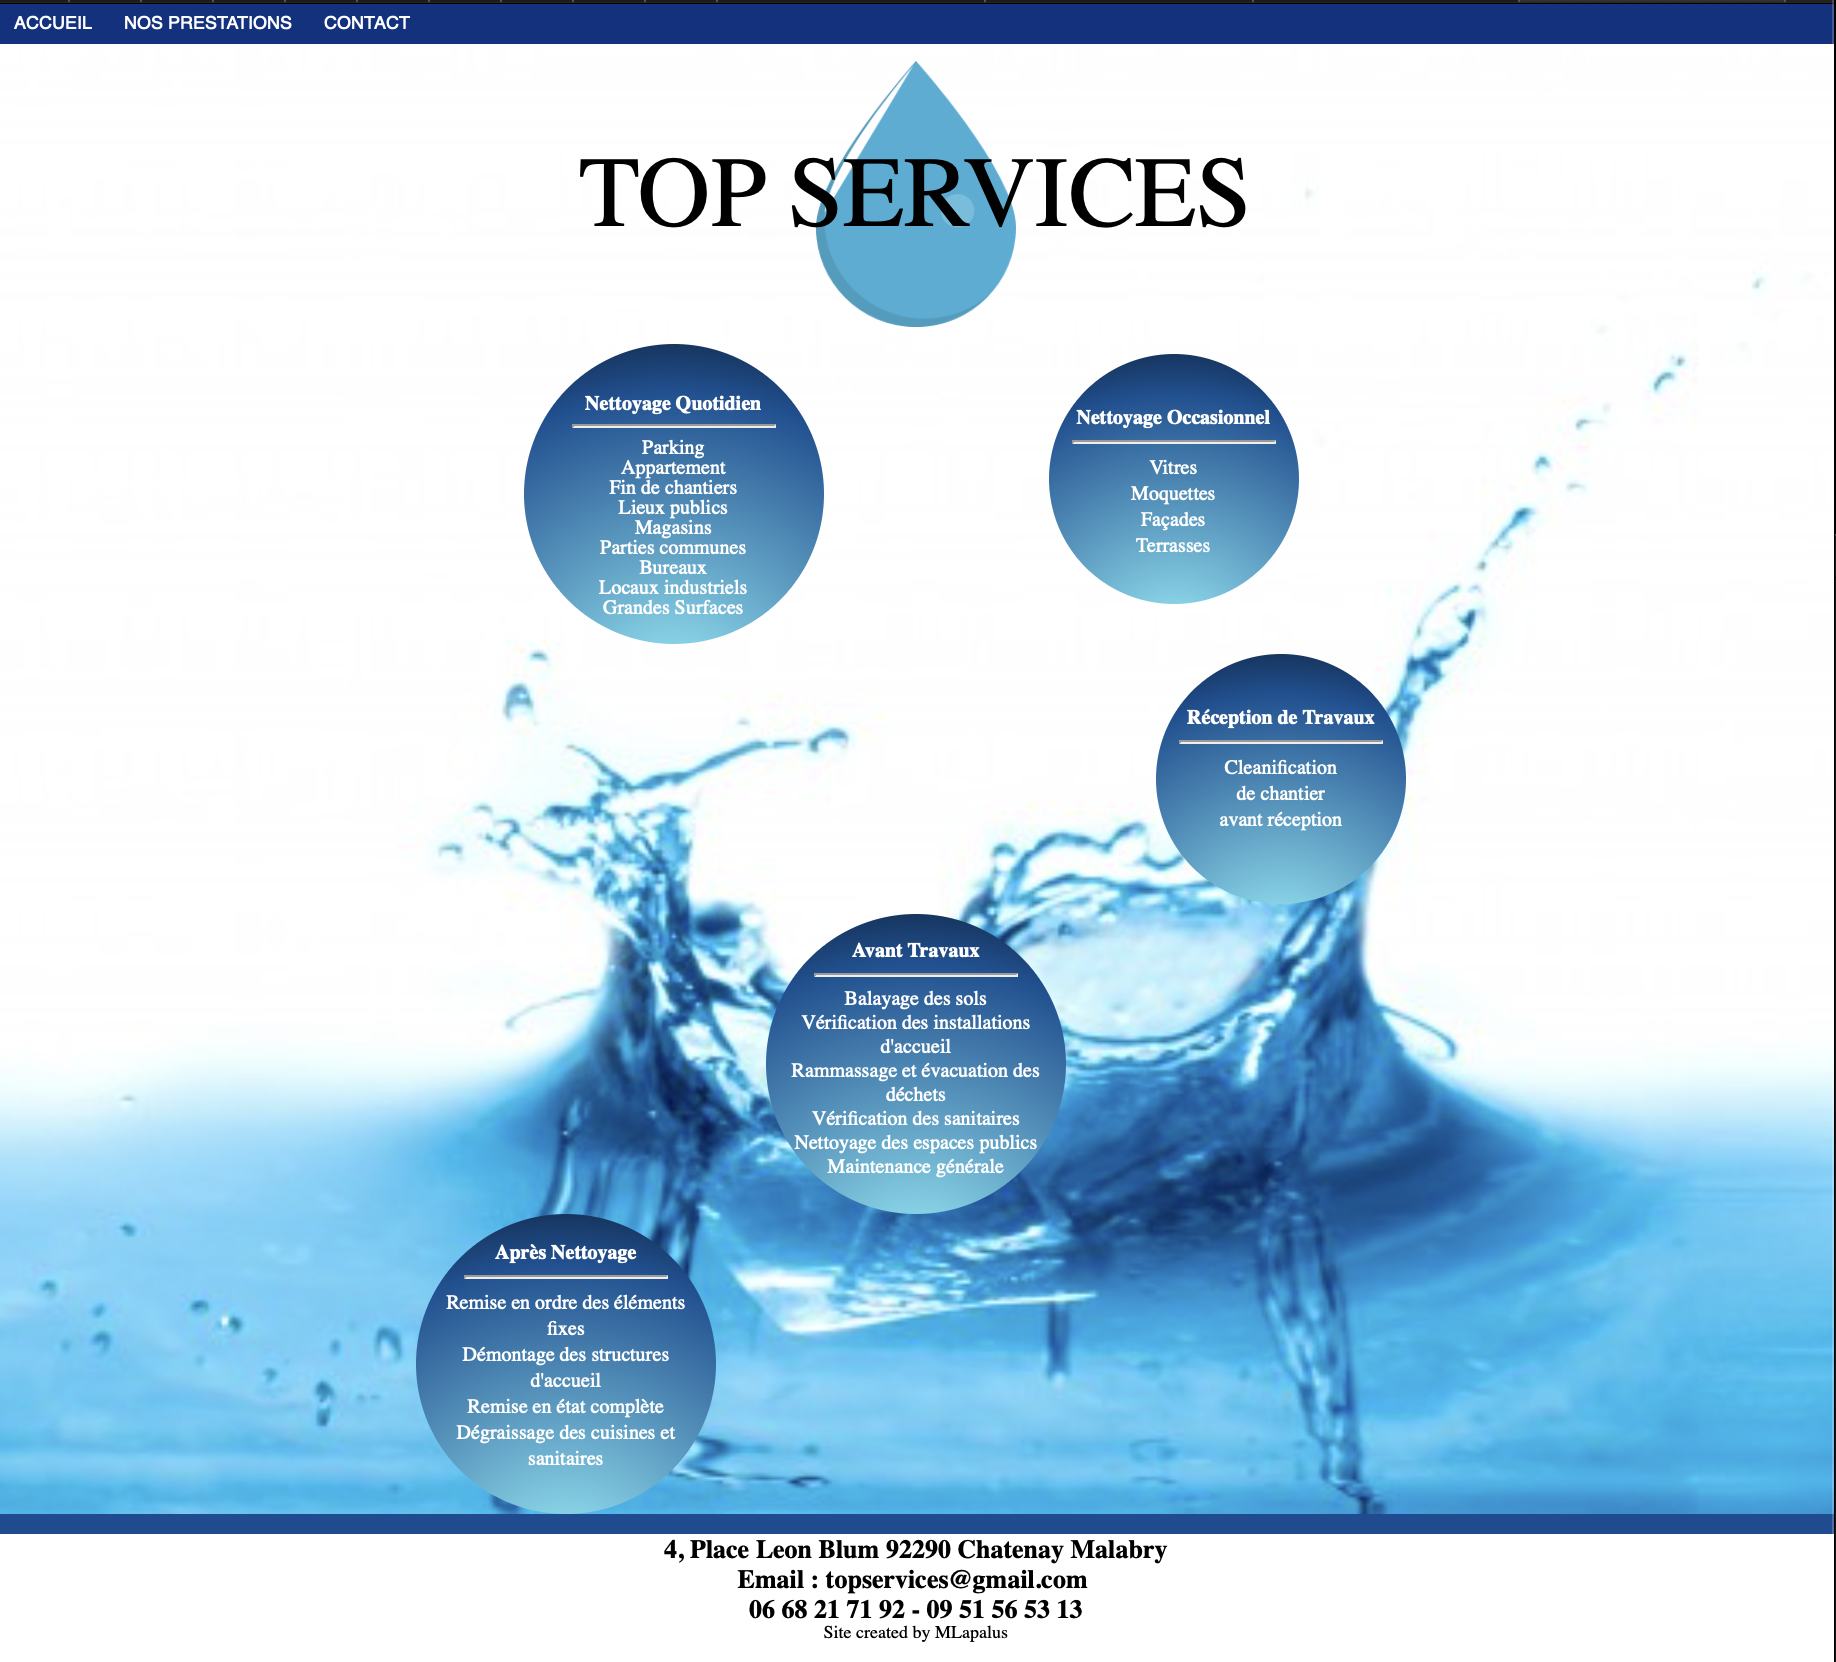 ACCUEIL NOS PRESTATIONS CONTACT
TOP SERVICES
Nettoyage Quotidien
Parking
Appartement
Fin de chantiers
Lieux publics
Magasins
Parties communes
Bureaux
Locaux industriels
Grandes Surfaces
Nettoyage Occasionnel
Vitres
Moquettes
Façades
Terrasses
Réception de Travaux
Cleanification
de chantier
avant réception
Avant Travaux
Balayage des sols
Vérification des installations
d'accueil
Rammassage et évacuation des
déchets
Vérification des sanitaires
Nettoyage des espaces publics
Maintenance générale
Après Nettoyage
Remise en ordre des éléments
fixes
Démontage des structures
d'accueil
Remise en état complète
Dégraissage des cuisines et
sanitaires
4, Place Leon Blum 92290 Chatenay Malabry
Email : topservices@gmail.com
06 68 21 71 92 - 09 51 56 53 13
Site created by MLapalus